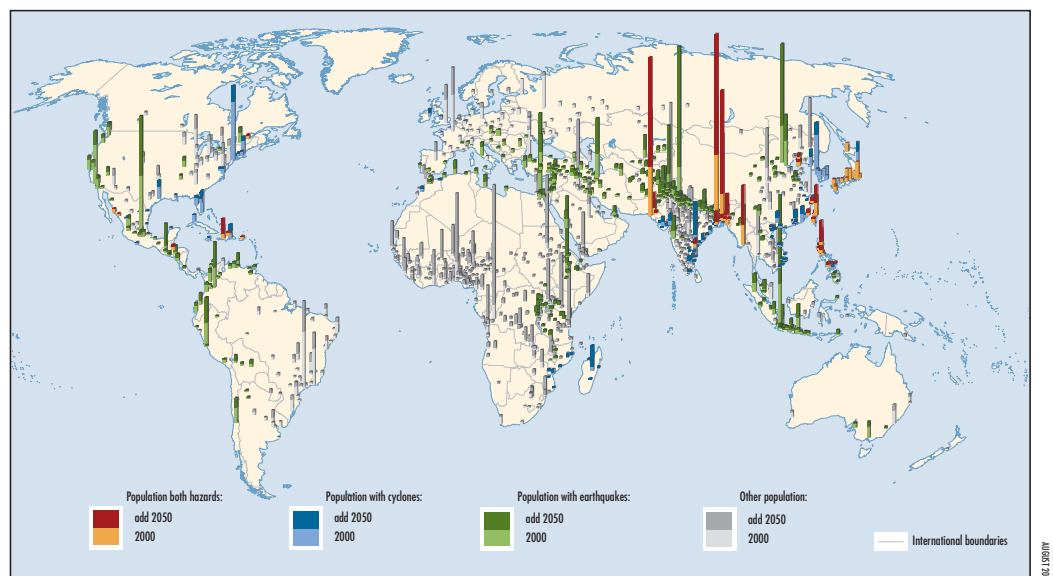 Population both hazards:
add 2050
2000
Population with cyclones:
add 2050
2000
Population with earthquakes:
add 2050
2000
Other population:
add 2050
2000
International boundaries
AUGUST 20